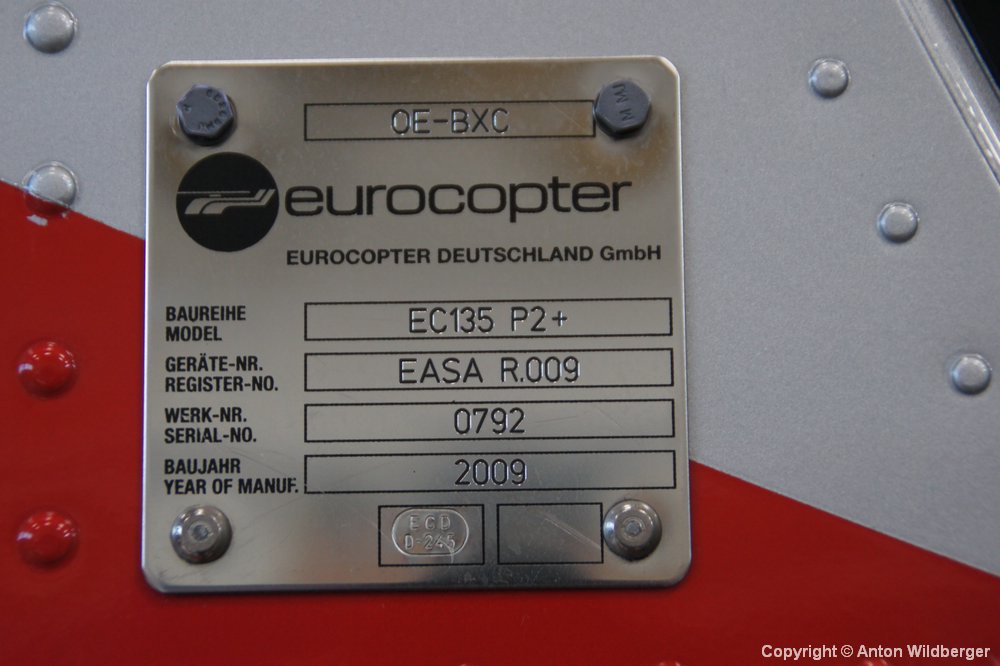 OE-BXC
eurocopter
EUROCOPTER DEUTSCHLAND GmbH
BAUREIHE
MODEL
EC135 P2+
GERÄTE-NR.
REGISTER-NO.
EASA R.009
WERK-NR.
SERIAL-NO.
0792
BAUJAHR
YEAR OF MANUF.
2009
ECD
D-245
Copyright © Anton Wildberger